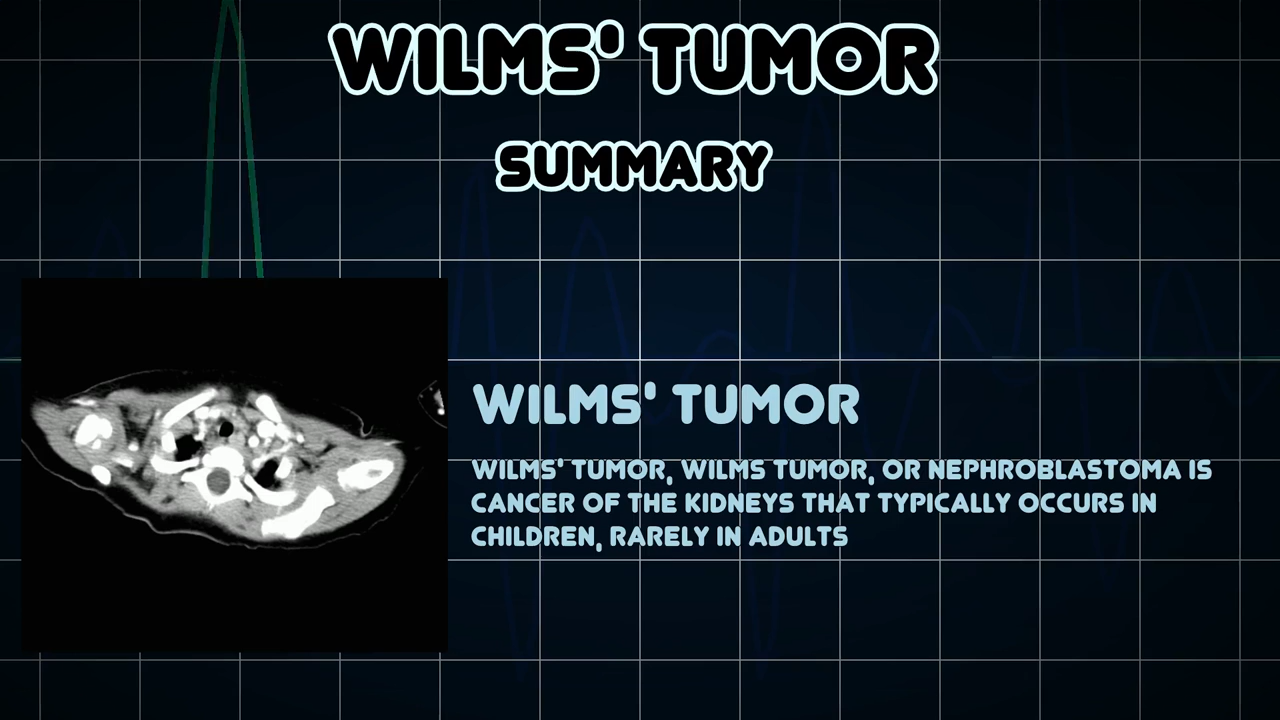 WILMS' TUMOR
SUMMARY
WILMS' TUMOR
WILMS' TUMOR, WILMS TUMOR, OR NEPHROBLASTOMA IS
CANCER OF THE KIDNEYS THAT TYPICALLY OCCURS IN
CHILDREN, RARELY IN ADULTS